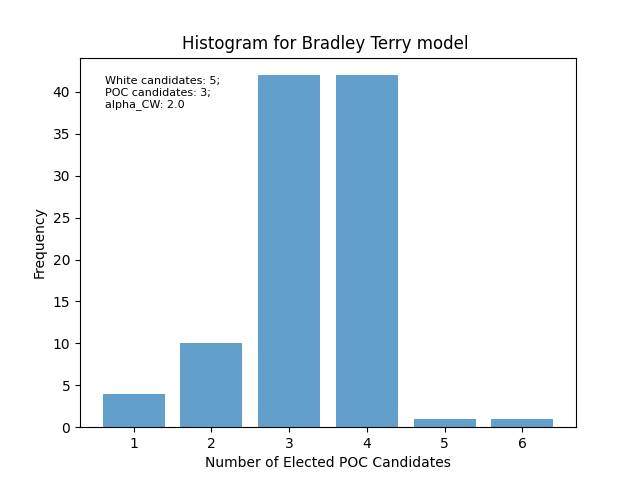 Histogram for Bradley Terry model
White candidates: 5;
POC candidates: 3;
alpha_CW: 2.0
Frequency
40
35
30
25
20
15
10
5
0
1 2 3 4 5 6
Number of Elected POC Candidates